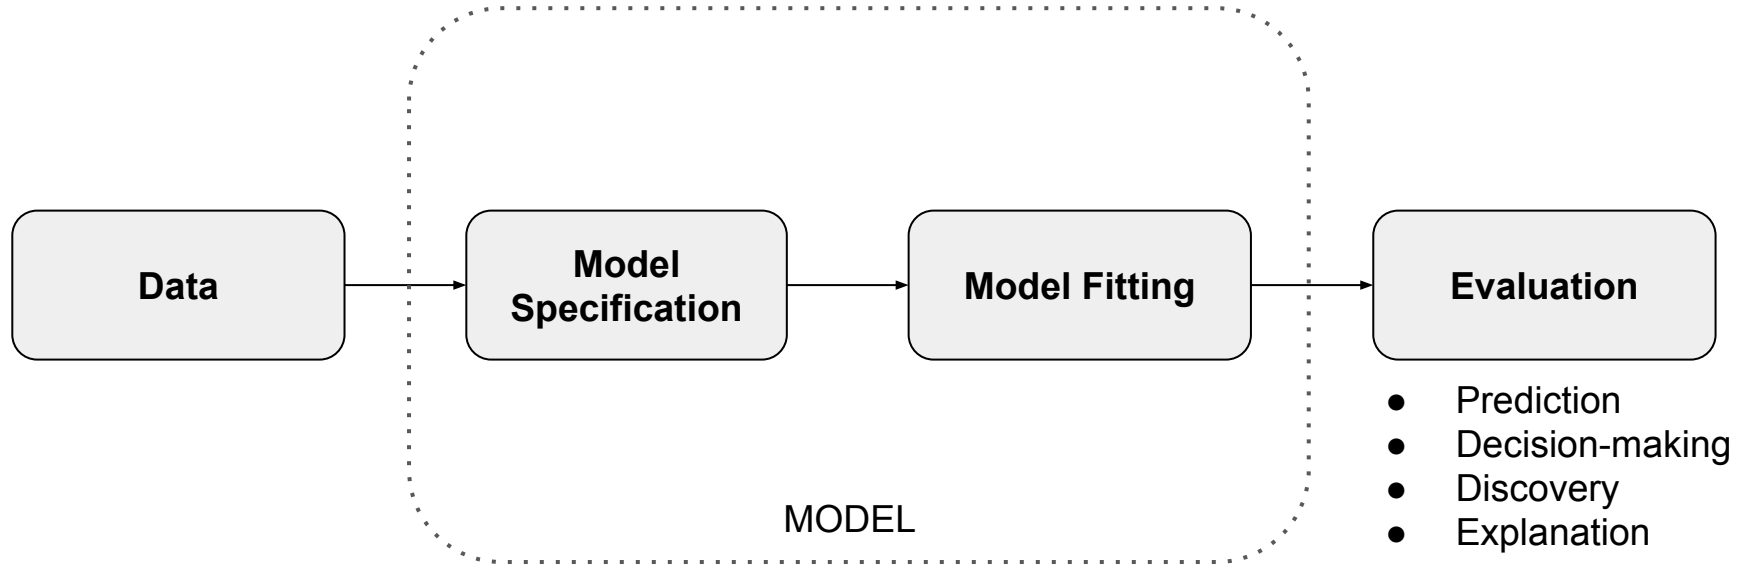 Data
Model
Specification
Model Fitting
Evaluation
● Prediction
● Decision-making
● Discovery
● Explanation
MODEL